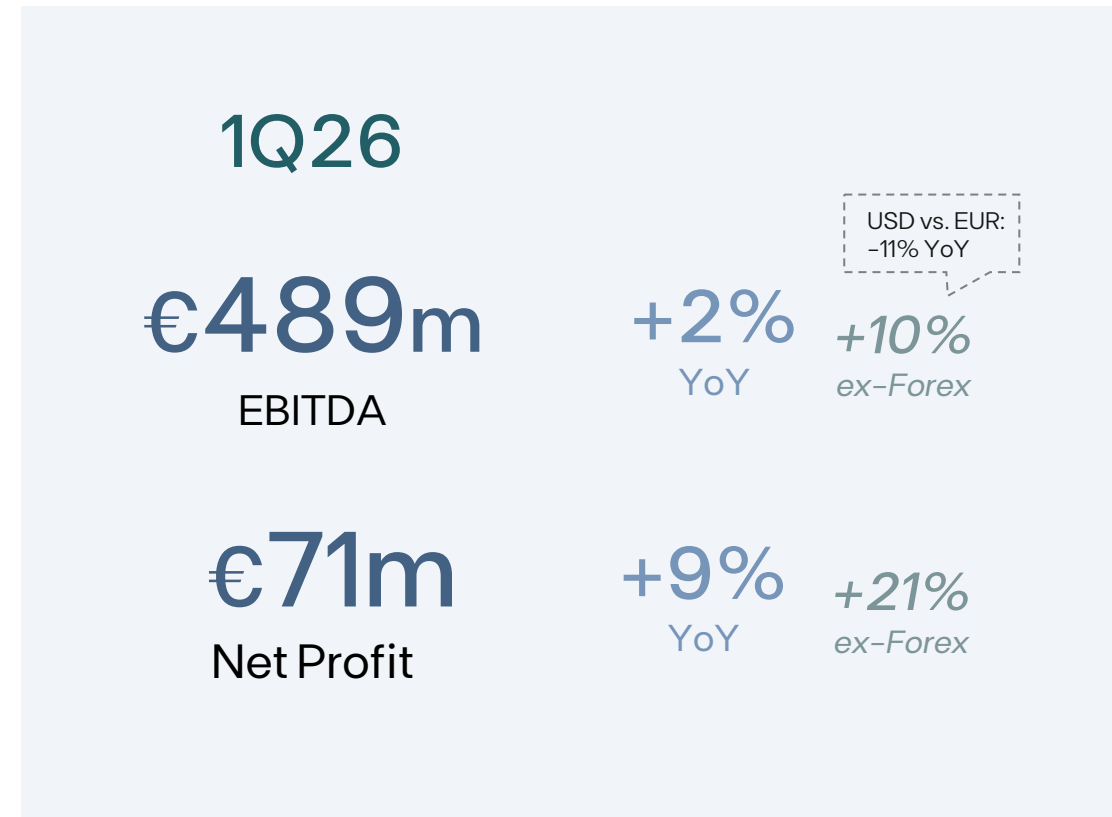 1Q26
USD vs. EUR:
-11% YoY
€489m
+2%
+10%
EBITDA
YoY
ex-Forex
€71m
+9%
+21%
Net Profit
YoY
ex-Forex